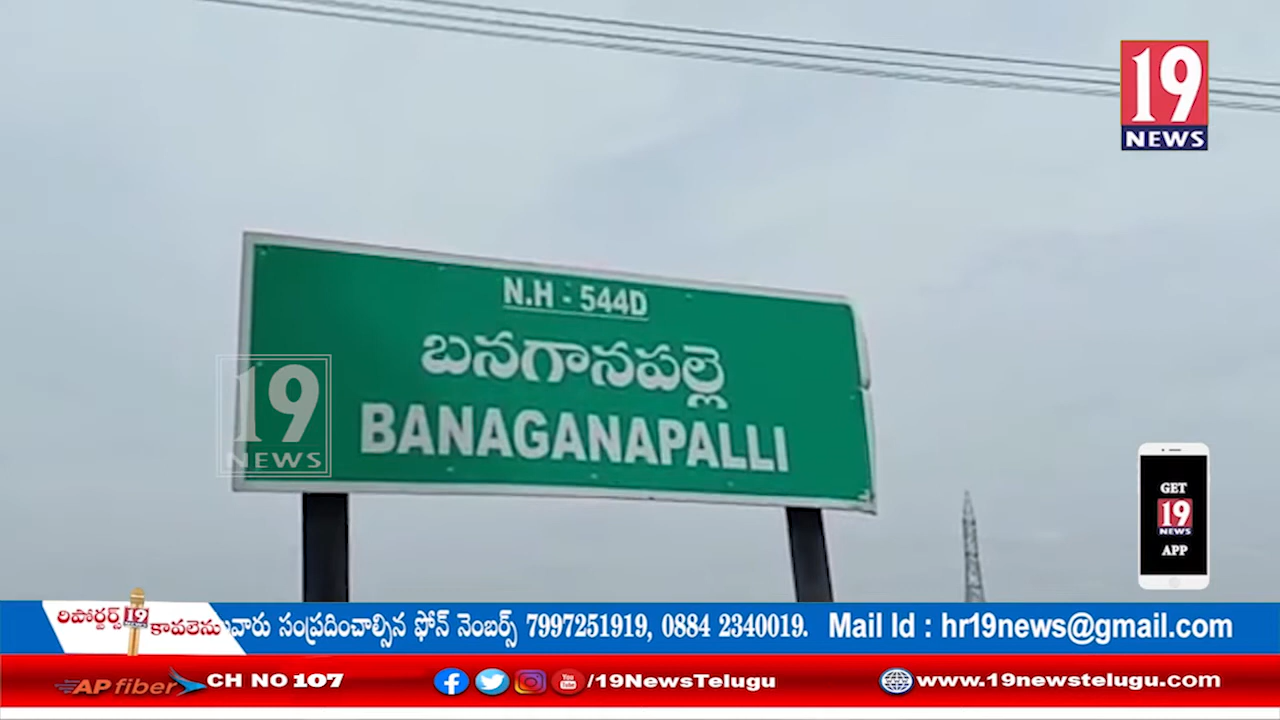 19
NEWS
N.H - 544D
బనగానపల్లె
BANAGANAPALLI
19
NEWS
GET
19
NEWS
APP
రిపోర్టర్స్ 19 కావలెను
వారు సంప్రదించాల్సిన ఫోన్ నెంబర్స్ 7997251919, 0884 2340019. Mail Id : hr19news@gmail.com
AP fiber CH NO 107 /19NewsTelugu www.19newstelugu.com